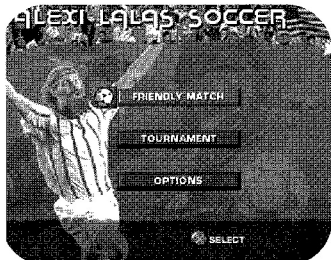 ALEXI LALAS SOCCER
FRIENDLY MATCH
TOURNAMENT
OPTIONS
SELECT